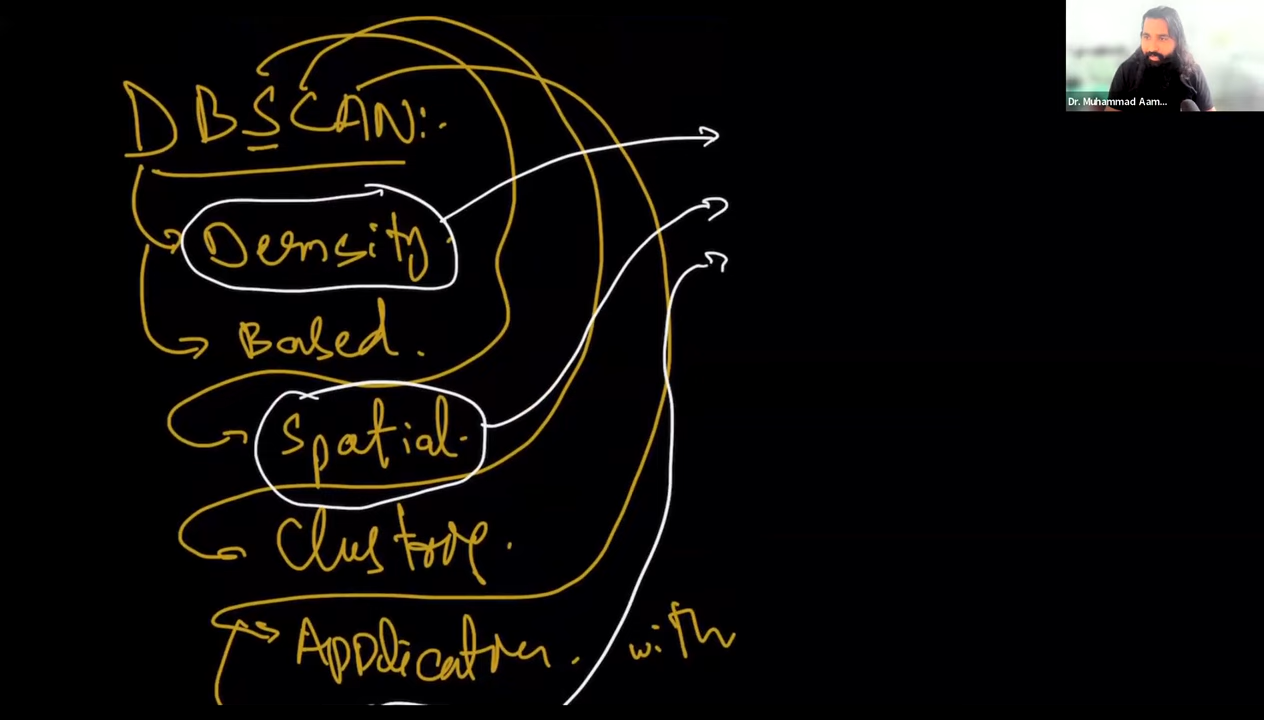 DBSCAN:
Dr. Muhammad Aam...
Density
Based.
Spatial.
Clustering.
Application. with